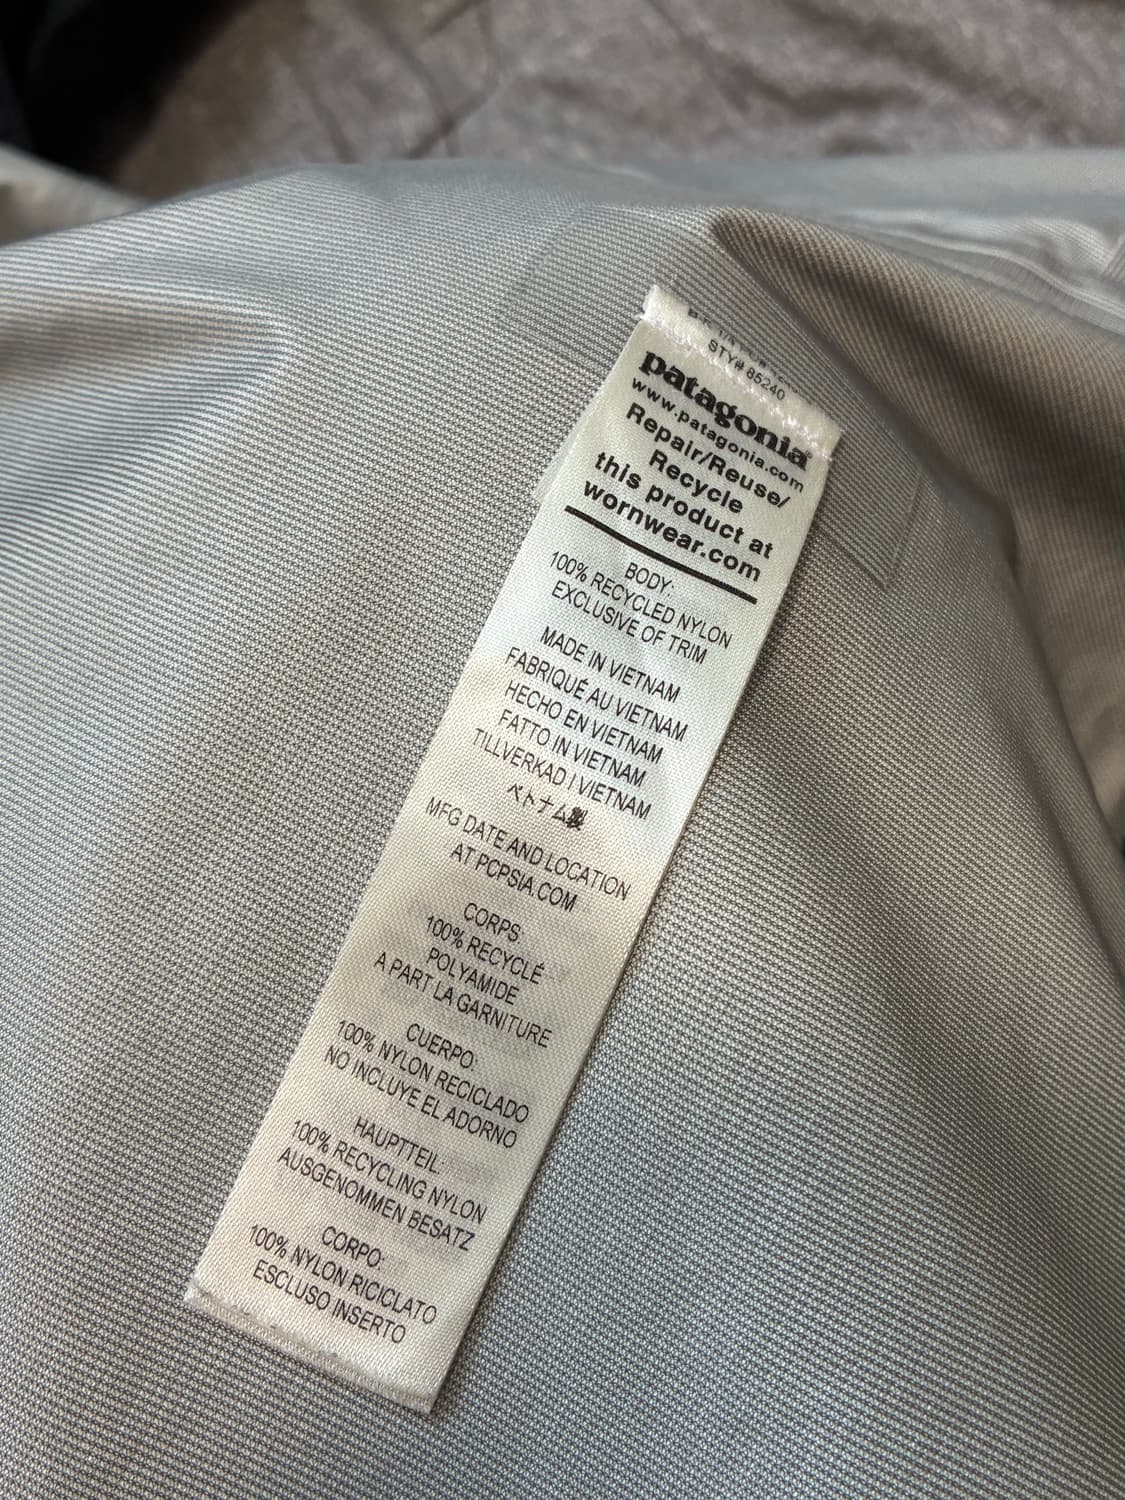 STY# 85240
patagonia®
www.patagonia.com
Repair/Reuse/
Recycle
this product at
wornwear.com
BODY:
100% RECYCLED NYLON
EXCLUSIVE OF TRIM
MADE IN VIETNAM
FABRIQUÉ AU VIETNAM
HECHO EN VIETNAM
FATTO IN VIETNAM
TILLVERKAD I VIETNAM
ベトナム製
MFG DATE AND LOCATION
AT PCPSIA.COM
CORPS:
100% RECYCLÉ
POLYAMIDE
A PART LA GARNITURE
CUERPO:
100% NYLON RECICLADO
NO INCLUYE EL ADORNO
HAUPTTEIL:
100% RECYCLING NYLON
AUSGENOMMEN BESATZ
CORPO:
100% NYLON RICICLATO
ESCLUSO INSERTO